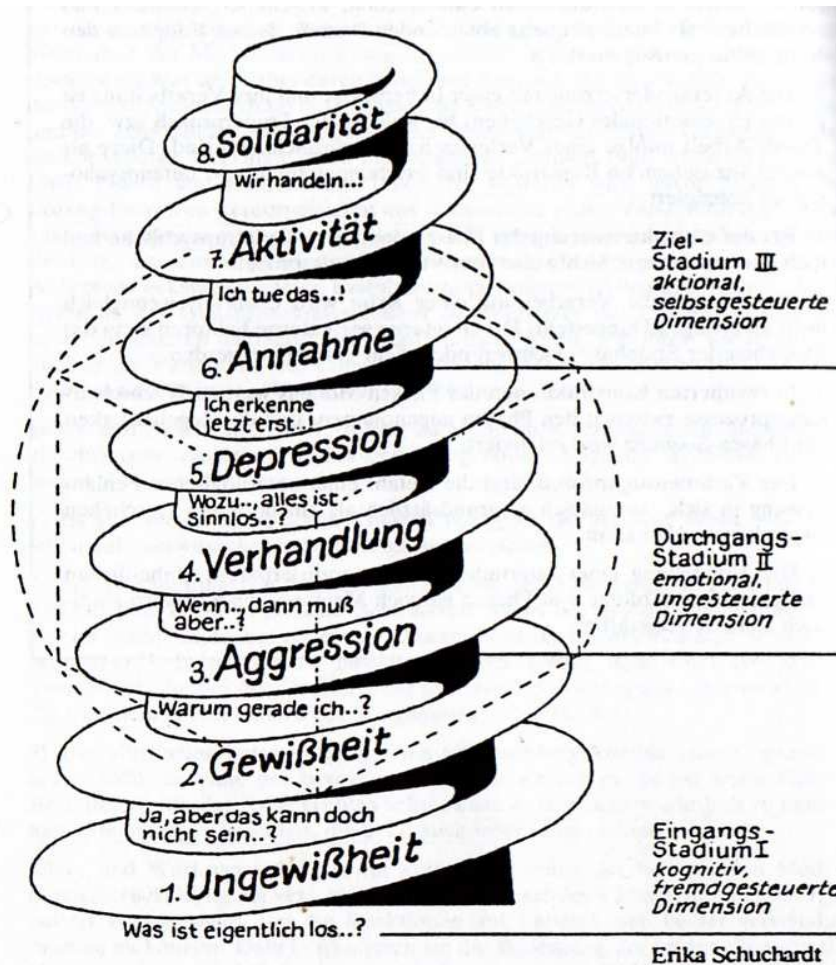 8. Solidarität
Wir handeln..!
7. Aktivität
Ich tue das...!
6. Annahme
Ich erkenne
jetzt erst..!
5. Depression
Wozu.., alles ist
sinnlos..?
4. Verhandlung
Wenn.., dann muß
aber..?
3. Aggression
Warum gerade ich..?
2. Gewißheit
Ja, aber das kann doch
nicht sein..?
1. Ungewißheit
Was ist eigentlich los..?
Ziel-
Stadium III
aktional,
selbstgesteuerte
Dimension
Durchgangs-
Stadium II
emotional,
ungesteuerte
Dimension
Eingangs-
Stadium I
kognitiv,
fremdgesteuerte
Dimension
Erika Schuchardt